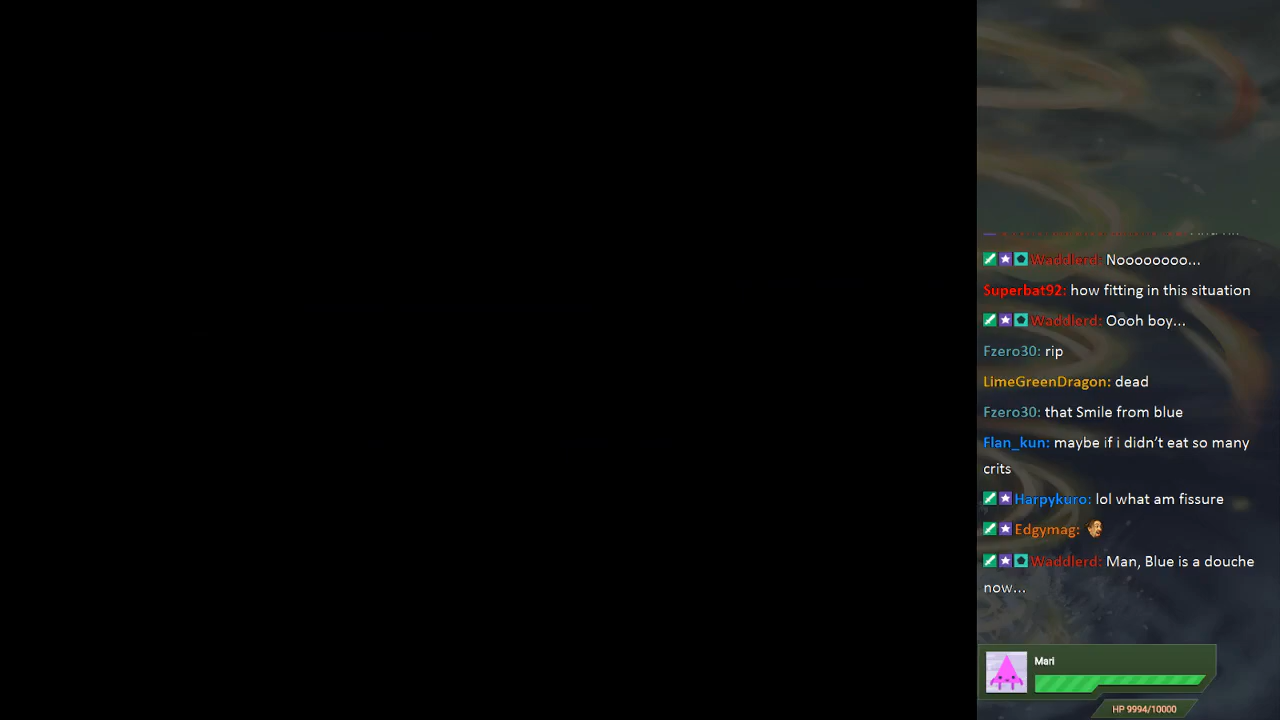 Waddlerd: Noooooooo...
Superbat92: how fitting in this situation
Waddlerd: Oooh boy...
Fzero30: rip
LimeGreenDragon: dead
Fzero30: that Smile from blue
Flan_kun: maybe if i didn't eat so many
crits
Harpykuro: lol what am fissure
Edgymag:
Waddlerd: Man, Blue is a douche
now...
Mari
HP 9994/10000